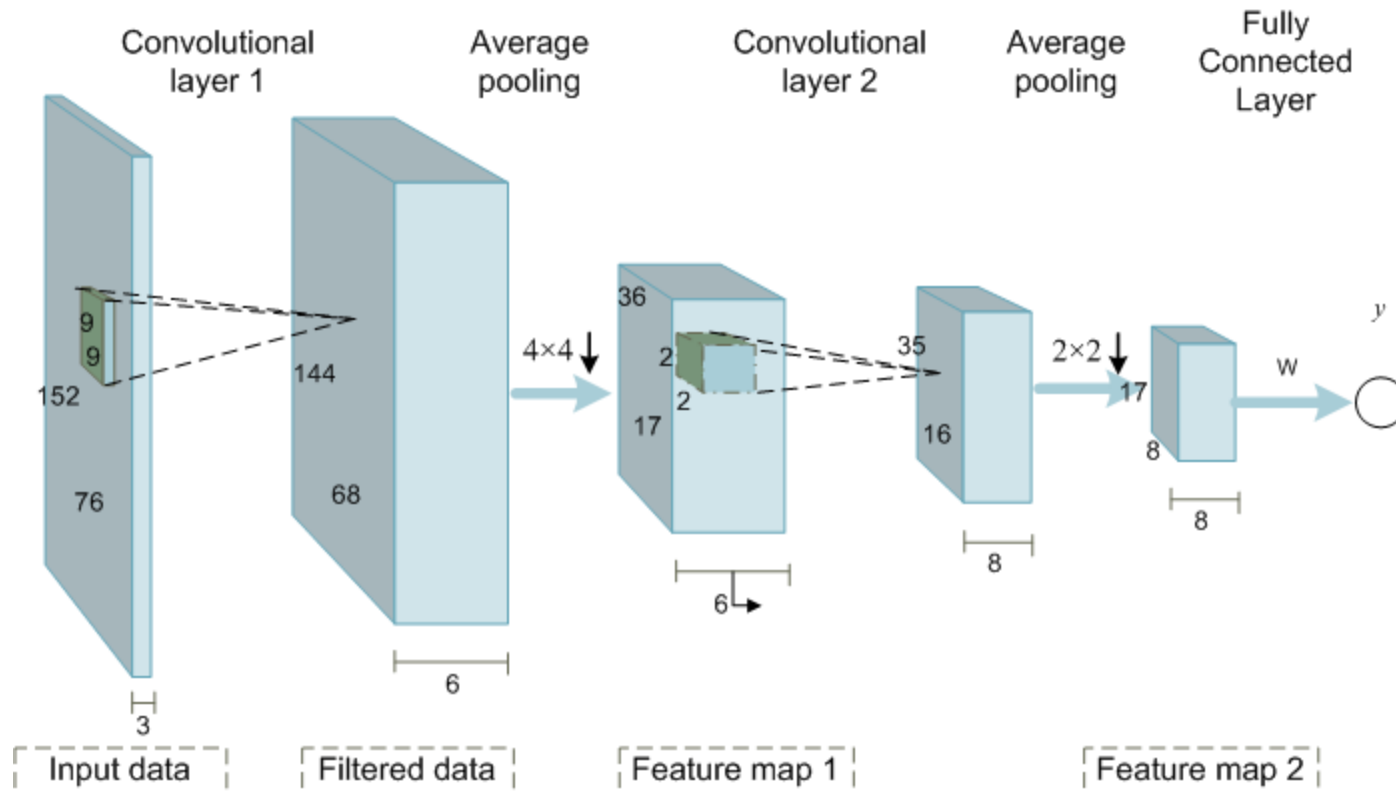 Convolutional
layer 1
Average
pooling
Convolutional
layer 2
Average
pooling
Fully
Connected
Layer
9
9
152
76
3
144
68
6
4×4
36
2
2
17
6
35
16
8
2×2
17
8
8
W
y
Input data
Filtered data
Feature map 1
Feature map 2